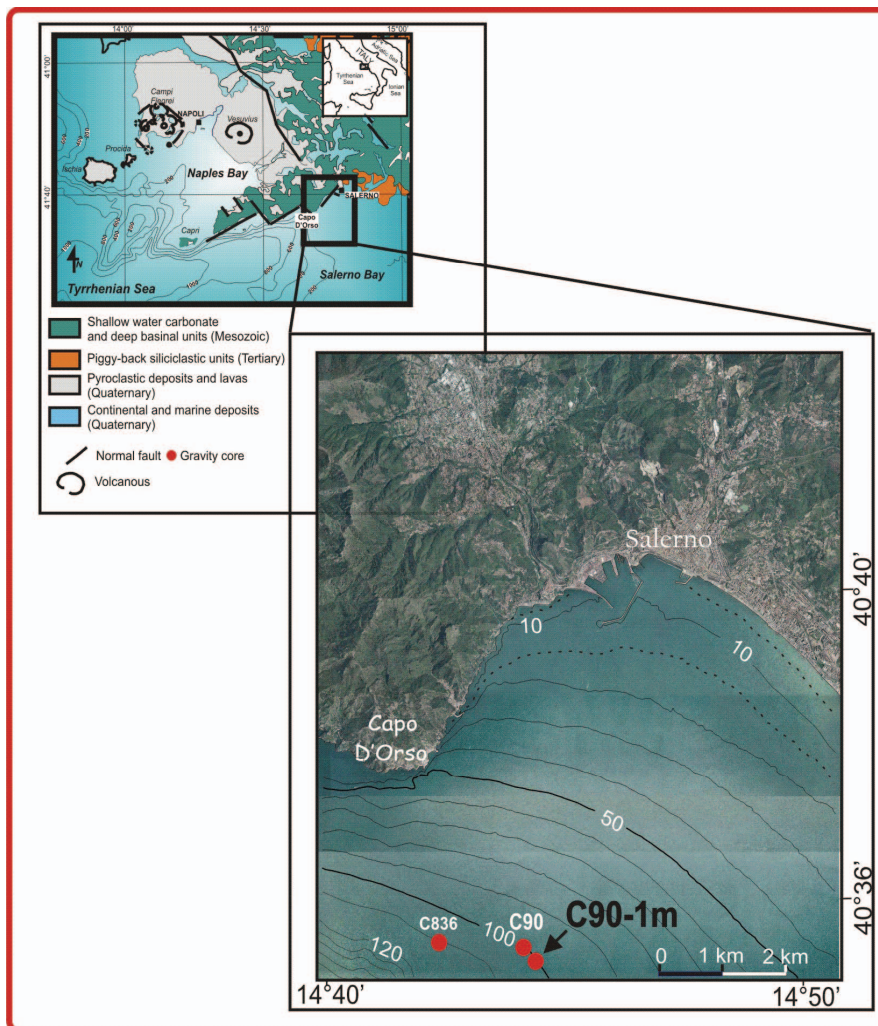 14°00'
14°30'
15°00'
41°00'
41°40'
ITALY
Adriatic Sea
Tyrrhenian
Sea
Ionian
Sea
Campi
Flegrei
NAPOLI
Vesuvius
Procida
Ischia
Naples Bay
SALERNO
Capo
D'Orso
Capri
Salerno Bay
N
Tyrrhenian Sea
200
200
Shallow water carbonate
and deep basinal units (Mesozoic)
Piggy-back siliciclastic units (Tertiary)
Pyroclastic deposits and lavas
(Quaternary)
Continental and marine deposits
(Quaternary)
Normal fault
Gravity core
Volcanous
Salerno
40°40'
10
10
Capo
D'Orso
50
40°36'
C836
C90
C90-1m
100
120
0 1 km 2 km
14°40'
14°50'